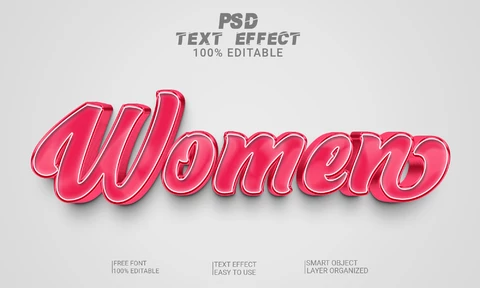 PSD
TEXT EFFECT
100% EDITABLE
Women
FREE FONT
100% EDITABLE
TEXT EFFECT
EASY TO USE
SMART OBJECT
LAYER ORGANIZED